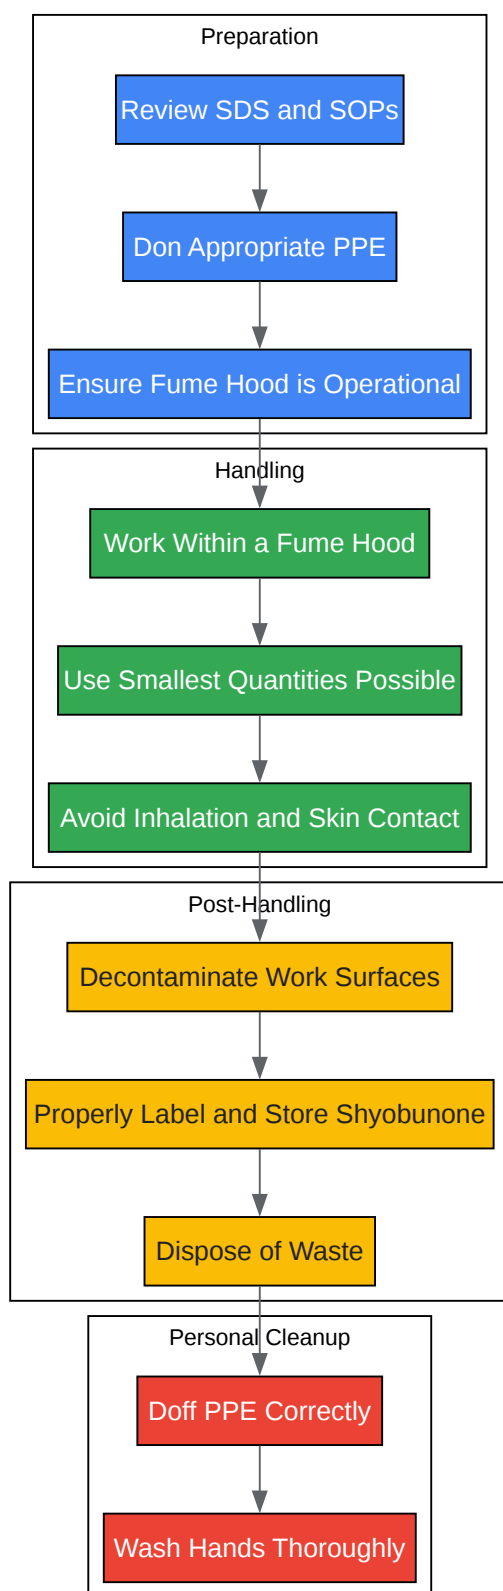 Preparation
Review SDS and SOPs
Don Appropriate PPE
Ensure Fume Hood is Operational
Handling
Work Within a Fume Hood
Use Smallest Quantities Possible
Avoid Inhalation and Skin Contact
Post-Handling
Decontaminate Work Surfaces
Properly Label and Store Shyobunone
Dispose of Waste
Personal Cleanup
Doff PPE Correctly
Wash Hands Thoroughly